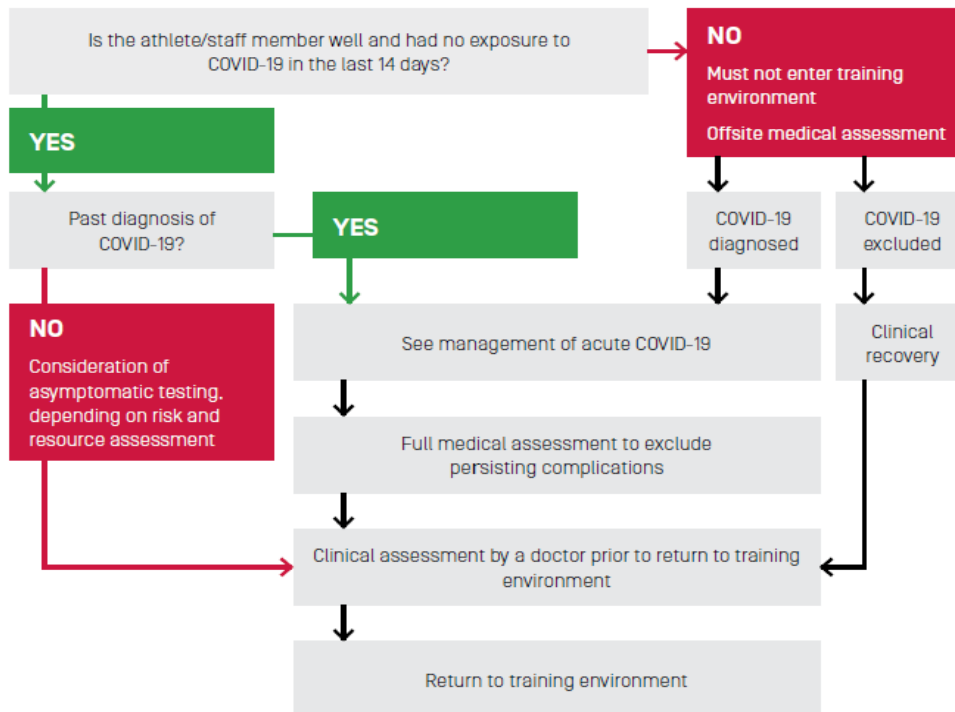 Is the athlete/staff member well and had no exposure to
COVID-19 in the last 14 days?
NO
Must not enter training
environment
Offsite medical assessment
YES
Past diagnosis of
COVID-19?
YES
COVID-19
diagnosed
COVID-19
excluded
NO
Consideration of
asymptomatic testing,
depending on risk and
resource assessment
See management of acute COVID-19
Clinical
recovery
Full medical assessment to exclude
persisting complications
Clinical assessment by a doctor prior to return to training
environment
Return to training environment